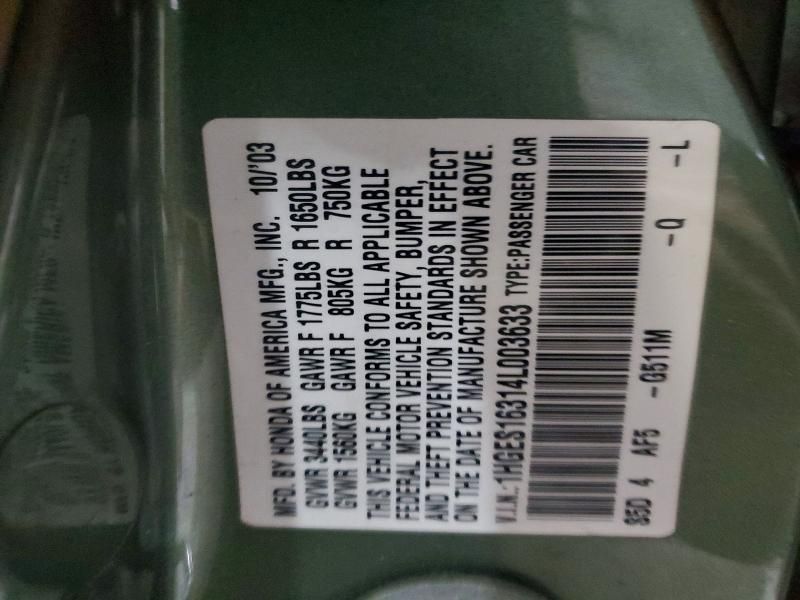 MFD. BY HONDA OF AMERICA MFG., INC. 10/'03
GVWR 3440LBS GAWR F 1775LBS R 1650LBS
GVWR 1560KG GAWR F 805KG R 750KG
THIS VEHICLE CONFORMS TO ALL APPLICABLE
FEDERAL MOTOR VEHICLE SAFETY, BUMPER,
AND THEFT PREVENTION STANDARDS IN EFFECT
ON THE DATE OF MANUFACTURE SHOWN ABOVE.
V.I.N.: 1HGES16314L003633 TYPE:PASSENGER CAR
S5D 4 AF5 -G511M -Q -L